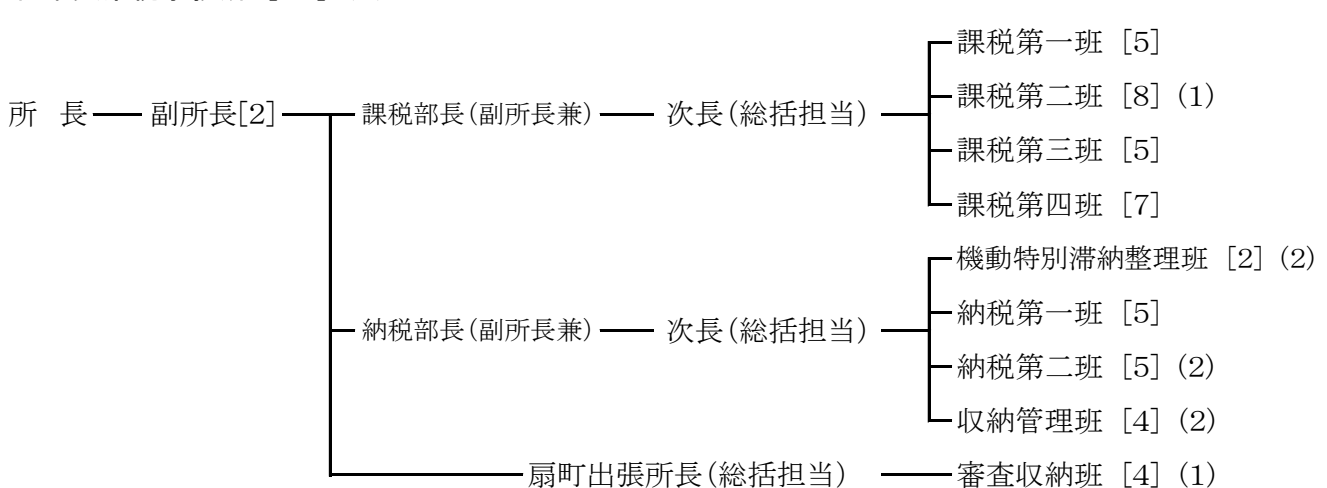 課税第一班 [5]
所 長 副所長[2] 課税部長(副所長兼) 次長(総括担当) 課税第二班 [8] (1)
課税第三班 [5]
課税第四班 [7]
機動特別滞納整理班 [2] (2)
納税第一班 [5]
納税部長(副所長兼) 次長(総括担当)
納税第二班 [5] (2)
収納管理班 [4] (2)
扇町出張所長(総括担当) 審査収納班 [4] (1)